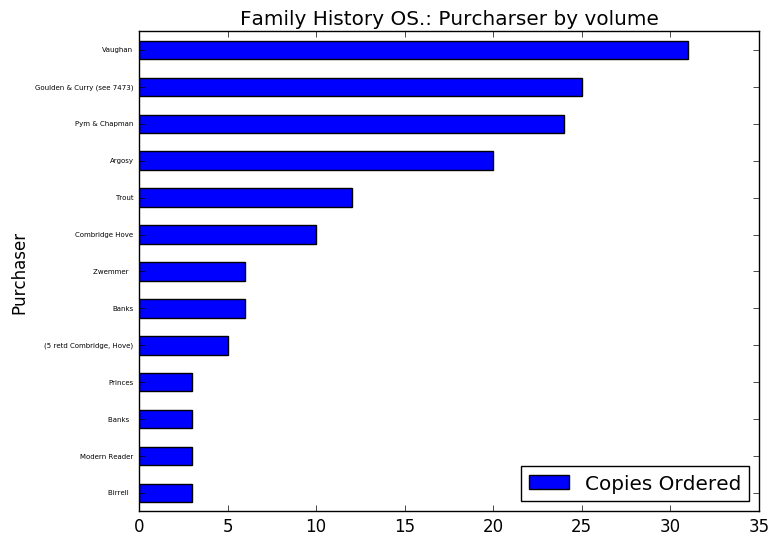 Family History OS.: Purcharser by volume
Vaughan
Goulden & Curry (see 7473)
Pym & Chapman
Argosy
Trout
Combridge Hove
Zwemmer
Banks
(5 retd Combridge, Hove)
Princes
Banks
Modern Reader
Birrell
Purchaser
Copies Ordered
0 5 10 15 20 25 30 35